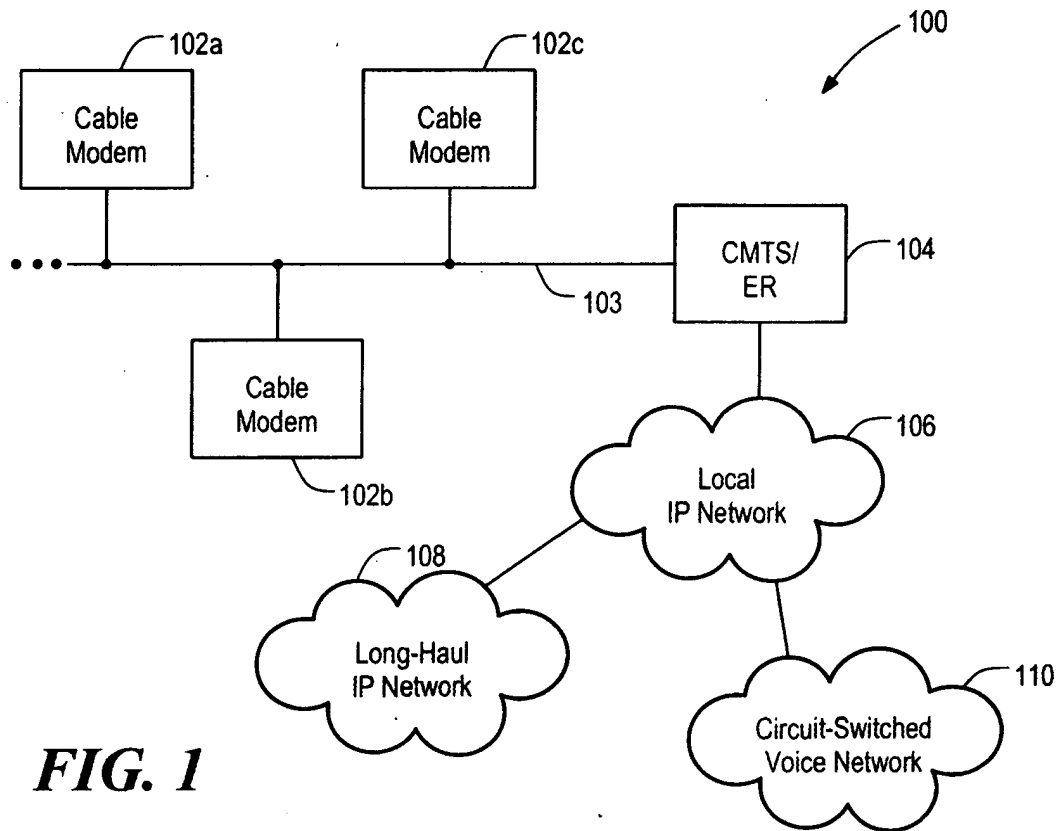 100
102a
102c
Cable
Modem
Cable
Modem
CMTS/
ER
104
103
Cable
Modem
102b
106
Local
IP Network
108
Long-Haul
IP Network
110
Circuit-Switched
Voice Network
FIG. 1